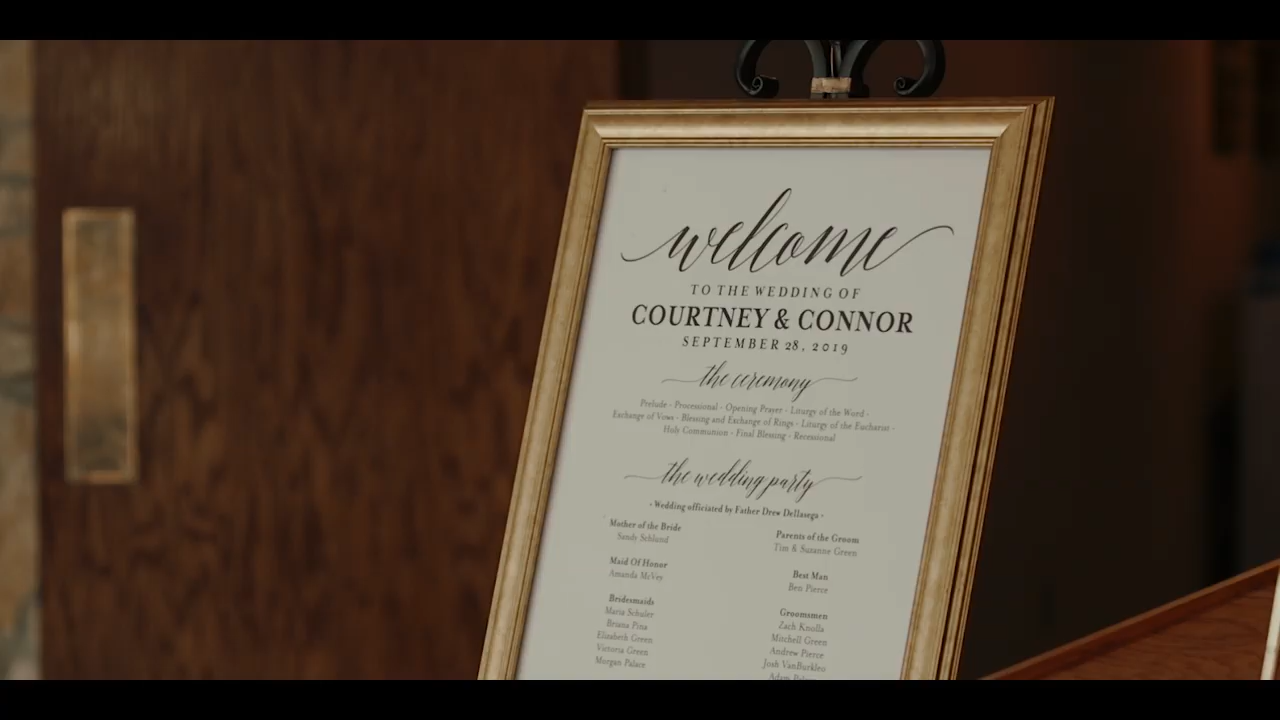 welcome
TO THE WEDDING OF
COURTNEY & CONNOR
SEPTEMBER 28, 2019
the ceremony
Prelude - Processional - Opening Prayer - Liturgy of the Word -
Exchange of Vows - Blessing and Exchange of Rings - Liturgy of the Eucharist -
Holy Communion - Final Blessing - Recessional
the wedding party
- Wedding officiated by Father Drew Dellasega -
Mother of the Bride
Sandy Schlund
Maid Of Honor
Amanda McVey
Bridesmaids
Maria Schuler
Briana Pina
Elizabeth Green
Victoria Green
Morgan Palace
Parents of the Groom
Tim & Suzanne Green
Best Man
Ben Pierce
Groomsmen
Zach Knolla
Mitchell Green
Andrew Pierce
Josh VanBurkleo
Adam